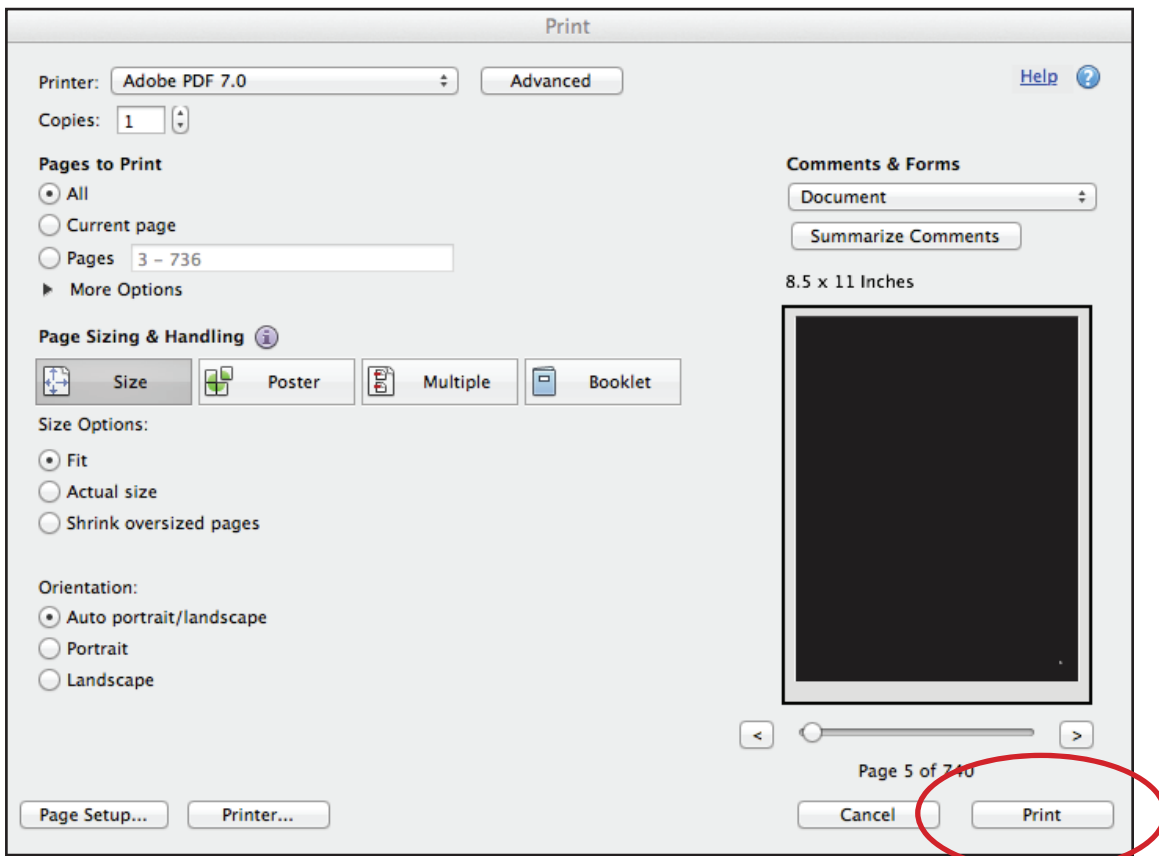 Print
Printer: Adobe PDF 7.0 Advanced Help
Copies: 1
Pages to Print
All
Current page
Pages 3 – 736
More Options
Comments & Forms
Document
Summarize Comments
8.5 x 11 Inches
Page Sizing & Handling
Size Poster Multiple Booklet
Size Options:
Fit
Actual size
Shrink oversized pages
Orientation:
Auto portrait/landscape
Portrait
Landscape
< >
Page 5 of 740
Page Setup... Printer... Cancel Print